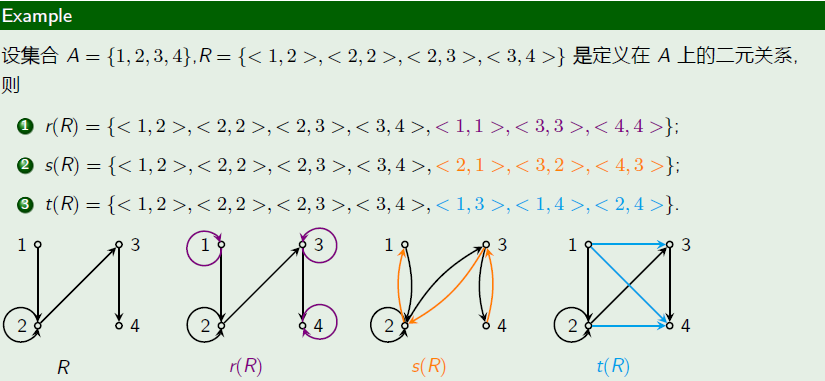 Example
设集合 A = {1, 2, 3, 4},R = {< 1, 2 >, < 2, 2 >, < 2, 3 >, < 3, 4 >} 是定义在 A 上的二元关系,
则
1 r(R) = {< 1, 2 >, < 2, 2 >, < 2, 3 >, < 3, 4 >, < 1, 1 >, < 3, 3 >, < 4, 4 >};
2 s(R) = {< 1, 2 >, < 2, 2 >, < 2, 3 >, < 3, 4 >, < 2, 1 >, < 3, 2 >, < 4, 3 >};
3 t(R) = {< 1, 2 >, < 2, 2 >, < 2, 3 >, < 3, 4 >, < 1, 3 >, < 1, 4 >, < 2, 4 >}.
1 3 1 3 1 3 1 3
2 4 2 4 2 4 2 4
R r(R) s(R) t(R)